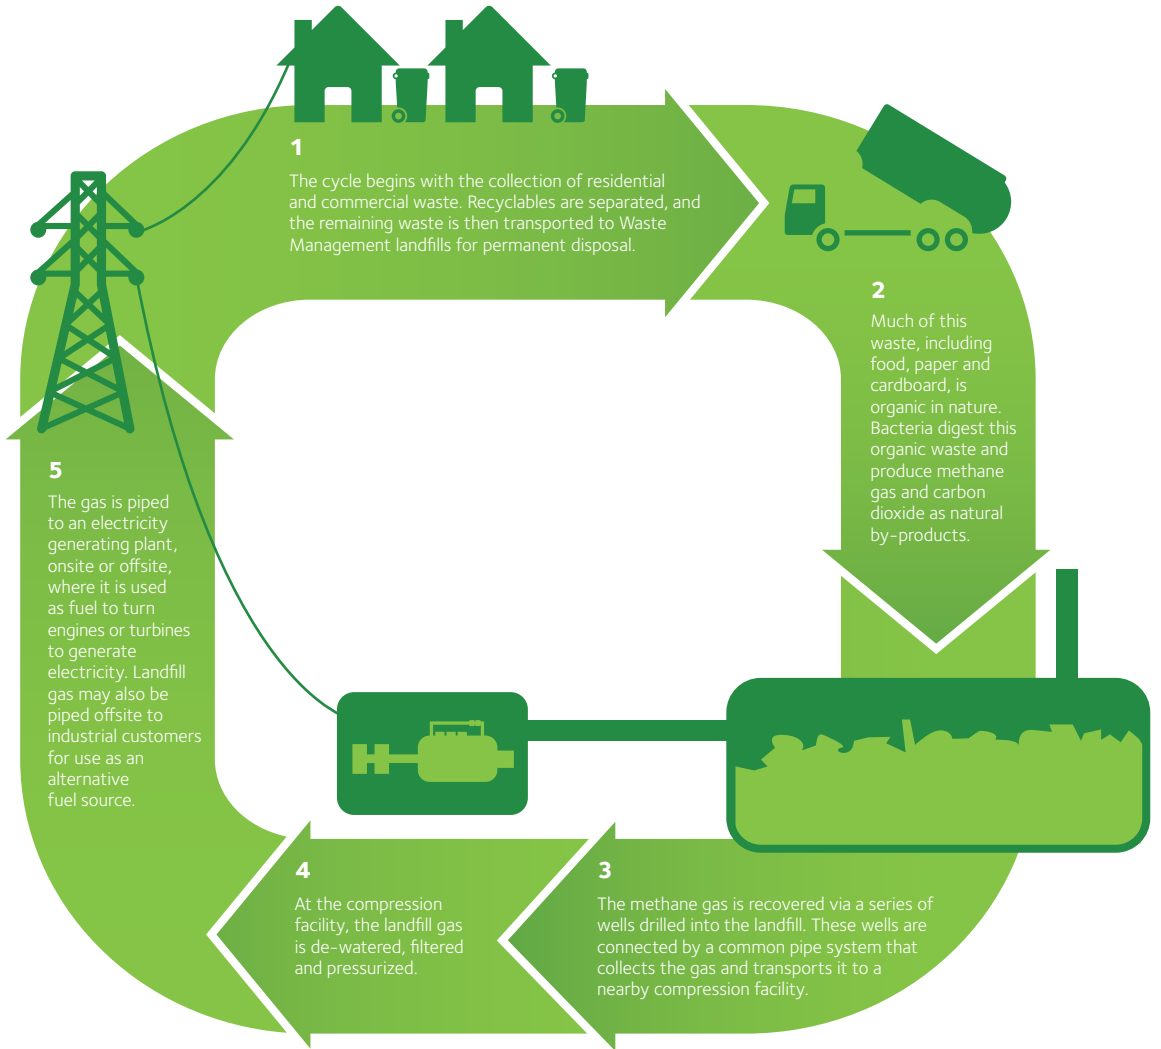 1
The cycle begins with the collection of residential
and commercial waste. Recyclables are separated, and
the remaining waste is then transported to Waste
Management landfills for permanent disposal.
2
Much of this
waste, including
food, paper and
cardboard, is
organic in nature.
Bacteria digest this
organic waste and
produce methane
gas and carbon
dioxide as natural
by-products.
3
The methane gas is recovered via a series of
wells drilled into the landfill. These wells are
connected by a common pipe system that
collects the gas and transports it to a
nearby compression facility.
4
At the compression
facility, the landfill gas
is de-watered, filtered
and pressurized.
5
The gas is piped
to an electricity
generating plant,
onsite or offsite,
where it is used
as fuel to turn
engines or turbines
to generate
electricity. Landfill
gas may also be
piped offsite to
industrial customers
for use as an
alternative
fuel source.